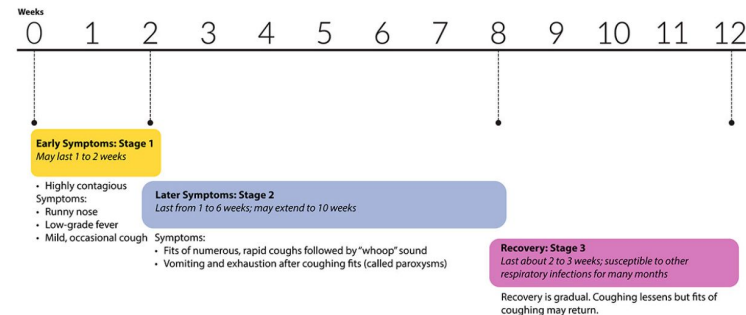 Weeks
0 1 2 3 4 5 6 7 8 9 10 11 12
Early Symptoms: Stage 1
May last 1 to 2 weeks
• Highly contagious
Symptoms:
• Runny nose
• Low-grade fever
• Mild, occasional cough
Later Symptoms: Stage 2
Last from 1 to 6 weeks; may extend to 10 weeks
Symptoms:
• Fits of numerous, rapid coughs followed by “whoop” sound
• Vomiting and exhaustion after coughing fits (called paroxysms)
Recovery: Stage 3
Last about 2 to 3 weeks; susceptible to other
respiratory infections for many months
Recovery is gradual. Coughing lessens but fits of
coughing may return.